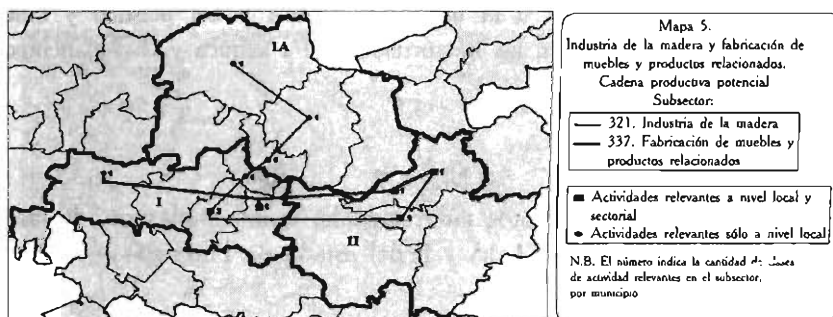 IA
I
II
Mapa 5.
Industria de la madera y fabricación de
muebles y productos relacionados.
Cadena productiva potencial
Subsector:
321. Industria de la madera
337. Fabricación de muebles y
productos relacionados
Actividades relevantes a nivel local y
sectorial
Actividades relevantes sólo a nivel local
N.B. El número indica la cantidad de
de actividad relevantes en el subsector,
por municipio